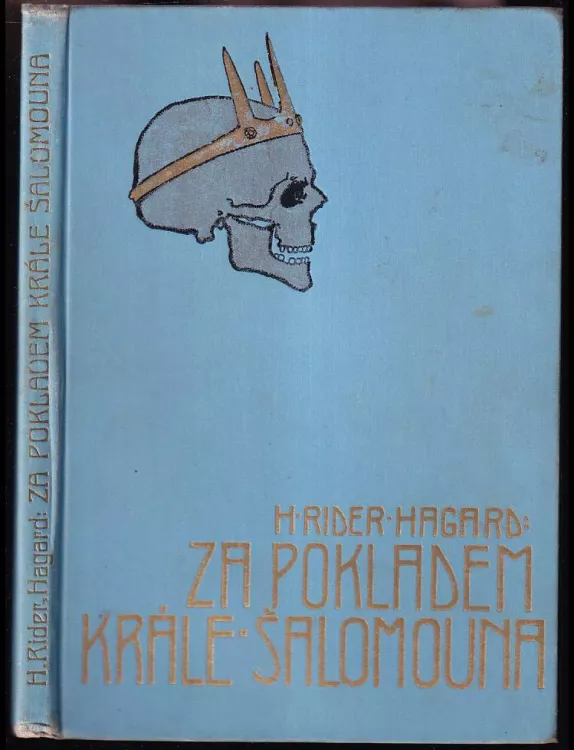 H. Rider. Hagard: ZA POKLADEM KRÁLE ŠALOMOUNA
H·RIDER·HAGARD:
ZA POKLADEM
KRÁLE·ŠALOMOUNA